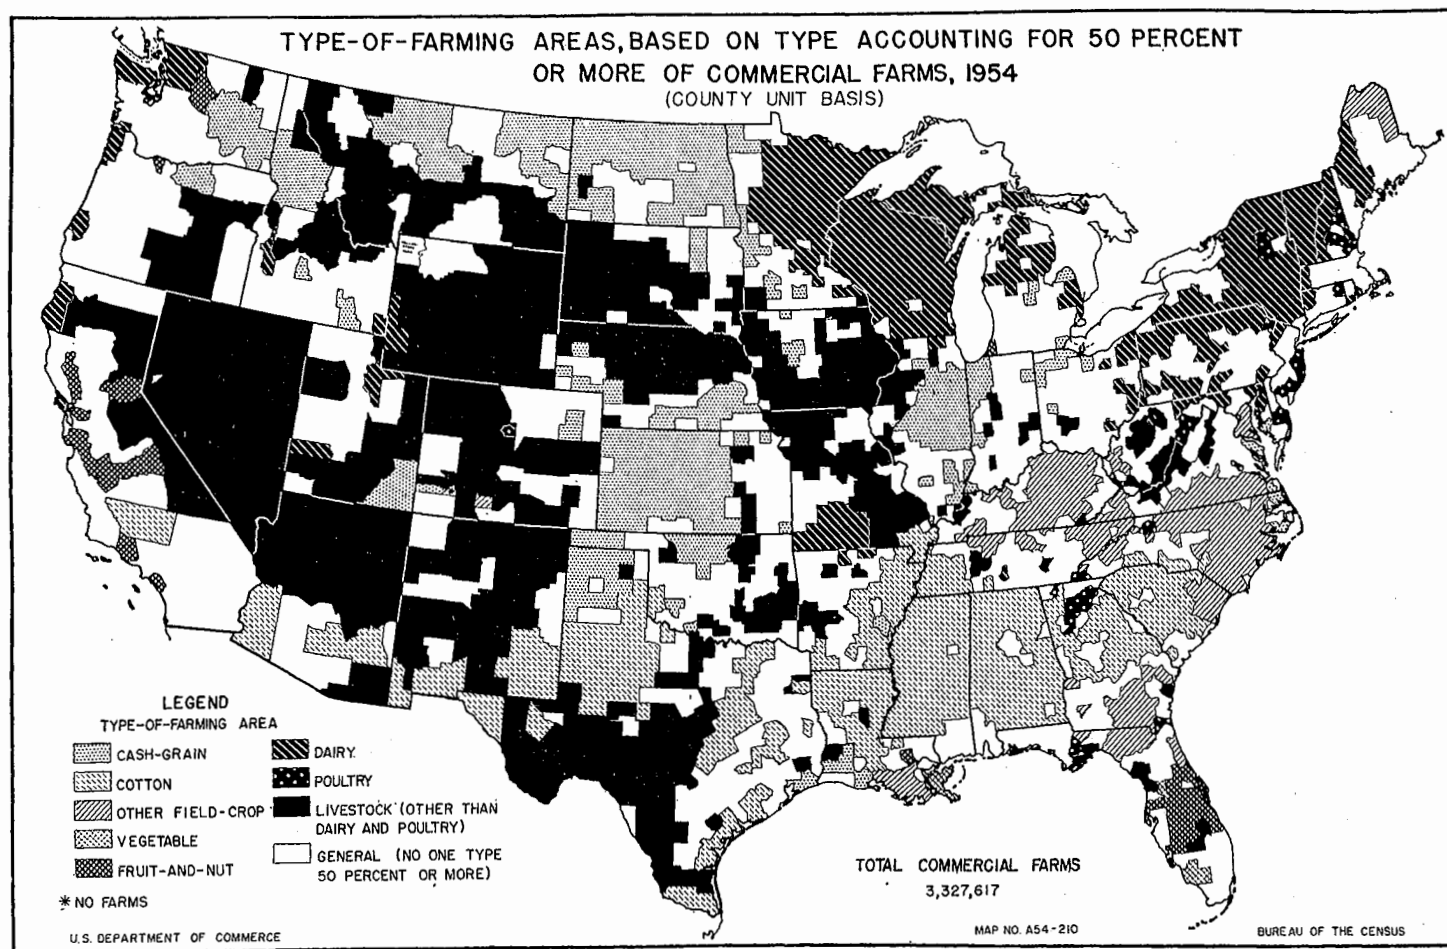 TYPE-OF-FARMING AREAS, BASED ON TYPE ACCOUNTING FOR 50 PERCENT
OR MORE OF COMMERCIAL FARMS, 1954
(COUNTY UNIT BASIS)
LEGEND
TYPE-OF-FARMING AREA
CASH-GRAIN
COTTON
OTHER FIELD-CROP
VEGETABLE
FRUIT-AND-NUT
* NO FARMS
DAIRY
POULTRY
LIVESTOCK (OTHER THAN
DAIRY AND POULTRY)
GENERAL (NO ONE TYPE
50 PERCENT OR MORE)
TOTAL COMMERCIAL FARMS
3,327,617
U.S. DEPARTMENT OF COMMERCE
MAP NO. A54-210
BUREAU OF THE CENSUS